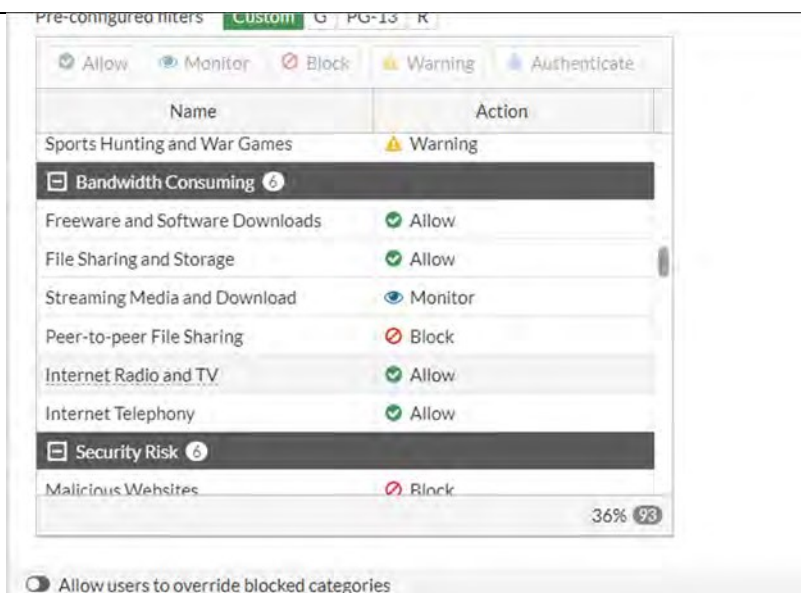 Pre-configured filters Custom G PG-13 R
Allow Monitor Block Warning Authenticate
Name Action
Sports Hunting and War Games Warning
Bandwidth Consuming 6
Freeware and Software Downloads Allow
File Sharing and Storage Allow
Streaming Media and Download Monitor
Peer-to-peer File Sharing Block
Internet Radio and TV Allow
Internet Telephony Allow
Security Risk 6
Malicious Websites Block
36% 93
Allow users to override blocked categories